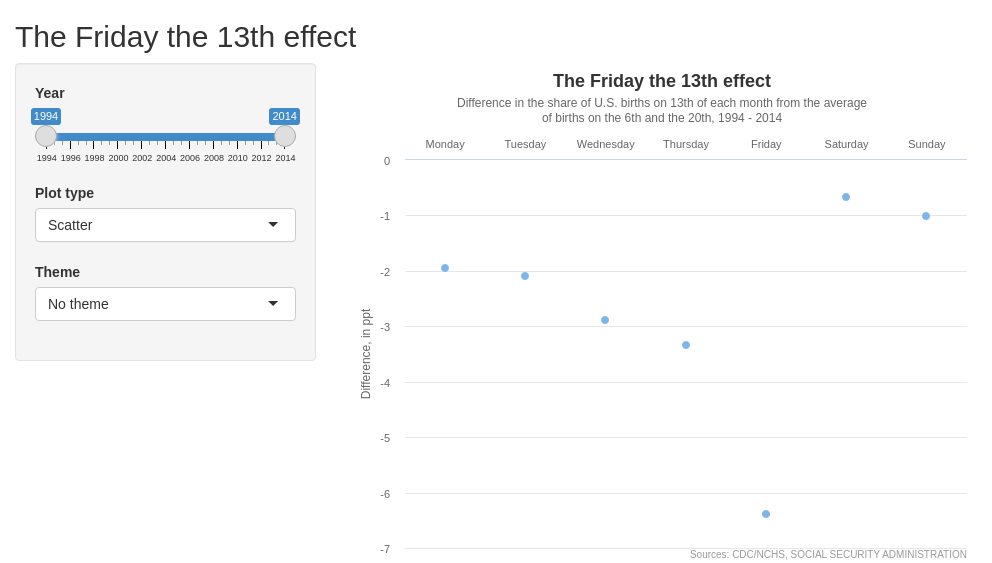 The Friday the 13th effect
Year
1994 2014
1994 1996 1998 2000 2002 2004 2006 2008 2010 2012 2014
Plot type
Scatter
Theme
No theme
The Friday the 13th effect
Difference in the share of U.S. births on 13th of each month from the average
of births on the 6th and the 20th, 1994 - 2014
Monday Tuesday Wednesday Thursday Friday Saturday Sunday
0
-1
-2
-3
-4
-5
-6
-7
Difference, in ppt
Sources: CDC/NCHS, SOCIAL SECURITY ADMINISTRATION